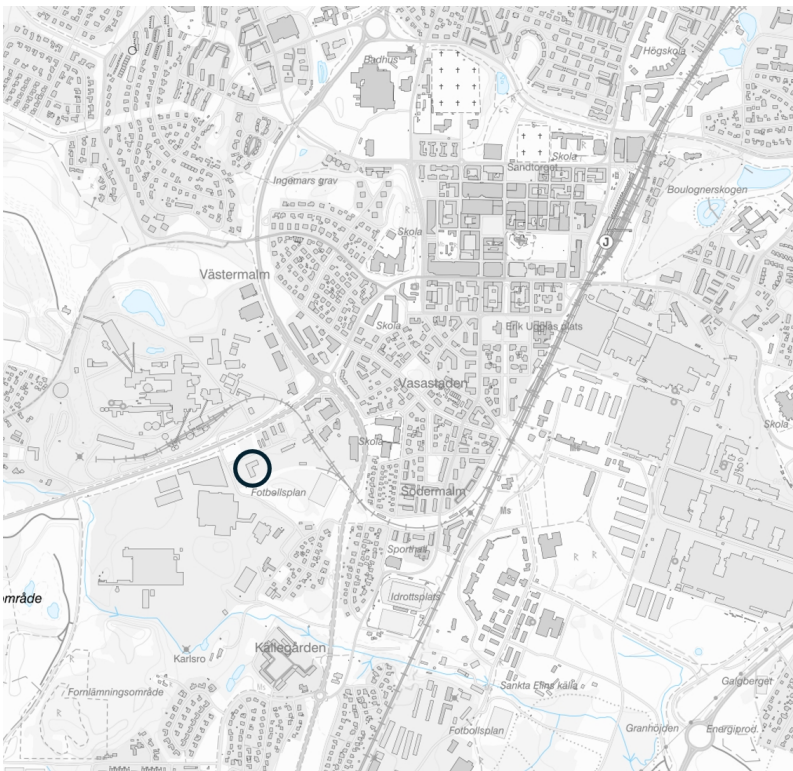 Badhus
Högskola
Skola
Sandtorget
Ingemars grav
Boulognerskogen
Skola
J
Västermalm
Skola
Erik Ugglas plats
Vasastaden
Skola
Skola
Södermalm
Fotbollsplan
Ms
Sporthall
Idrottsplats
område
Källegården
Karlsro
Ms
Fornlämningsområde
Sankta Elins källa
Galgberget
Fotbollsplan
Granhöjden
Energiprod.